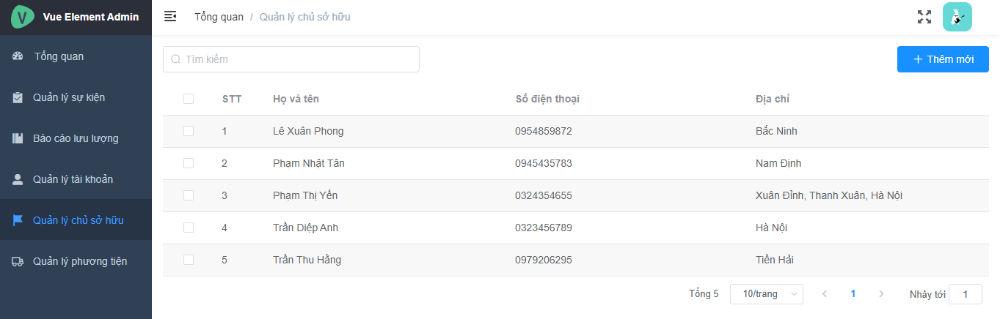 V Vue Element Admin
Tổng quan / Quản lý chủ sở hữu
Tổng quan
Quản lý sự kiện
Báo cáo lưu lượng
Quản lý tài khoản
Quản lý chủ sở hữu
Quản lý phương tiện
Tìm kiếm
Thêm mới
STT Họ và tên Số điện thoại Địa chỉ
1 Lê Xuân Phong 0954859872 Bắc Ninh
2 Phạm Nhật Tân 0945435783 Nam Định
3 Phạm Thị Yến 0324354655 Xuân Đỉnh, Thanh Xuân, Hà Nội
4 Trần Diệp Anh 0323456789 Hà Nội
5 Trần Thu Hằng 0979206295 Tiền Hải
Tổng 5 10/trang 1 Nhảy tới 1